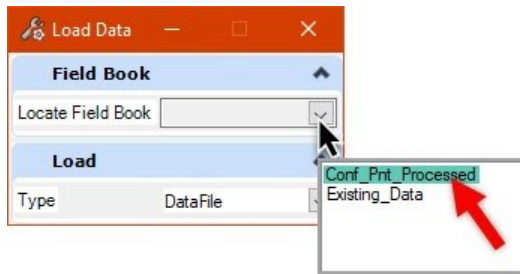 Load Data
Field Book
Locate Field Book
Load
Conf_Pnt_Processed
Type DataFile
Existing_Data